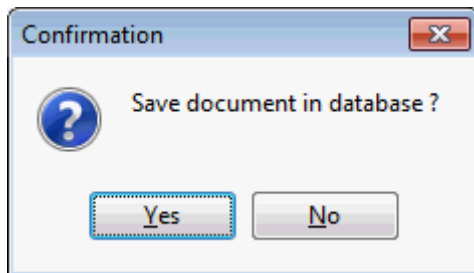 Confirmation
Save document in database ?
Yes No